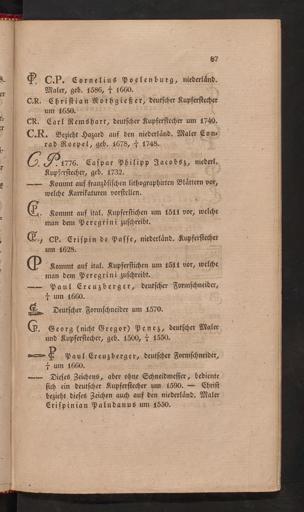 67
C.P. Cornelius Poelenburg, niederländ.
Maler, geb. 1586, † 1660.
C.R. Christian Rothgießer, deutscher Kupferstecher
um 1650.
CR. Carl Remshart, deutscher Kupferstecher um 1740.
C.R. Bezieht Hazard auf den niederländ. Maler Con-
rad Roepel, geb. 1678, † 1748.
C. P. 1776. Caspar Philipp Jacobsz, niederl.
Kupferstecher, geb. 1732.
—— Kommt auf französischen lithographirten Blättern vor,
welche Karrikaturen vorstellen.
Kommt auf ital. Kupferstichen um 1511 vor, welche
man dem Peregrini zuschreibt.
CP. Crispin de Passe, niederländ. Kupferstecher
um 1628.
Kommt auf ital. Kupferstichen um 1511 vor, welche
man dem Peregrini zuschreibt.
—— Paul Creuzberger, deutscher Formschneider,
† um 1660.
Deutscher Formschneider um 1570.
Georg (nicht Gregor) Penez, deutscher Maler
und Kupferstecher, geb. 1500, † 1550.
Paul Creuzberger, deutscher Formschneider,
† um 1660.
—— Dieses Zeichens, aber ohne Schneidmesser, bediente
sich ein deutscher Kupferstecher um 1590. — Christ
bezieht dieses Zeichen auch auf den niederländ. Maler
Crispinian Paludanus um 1550.